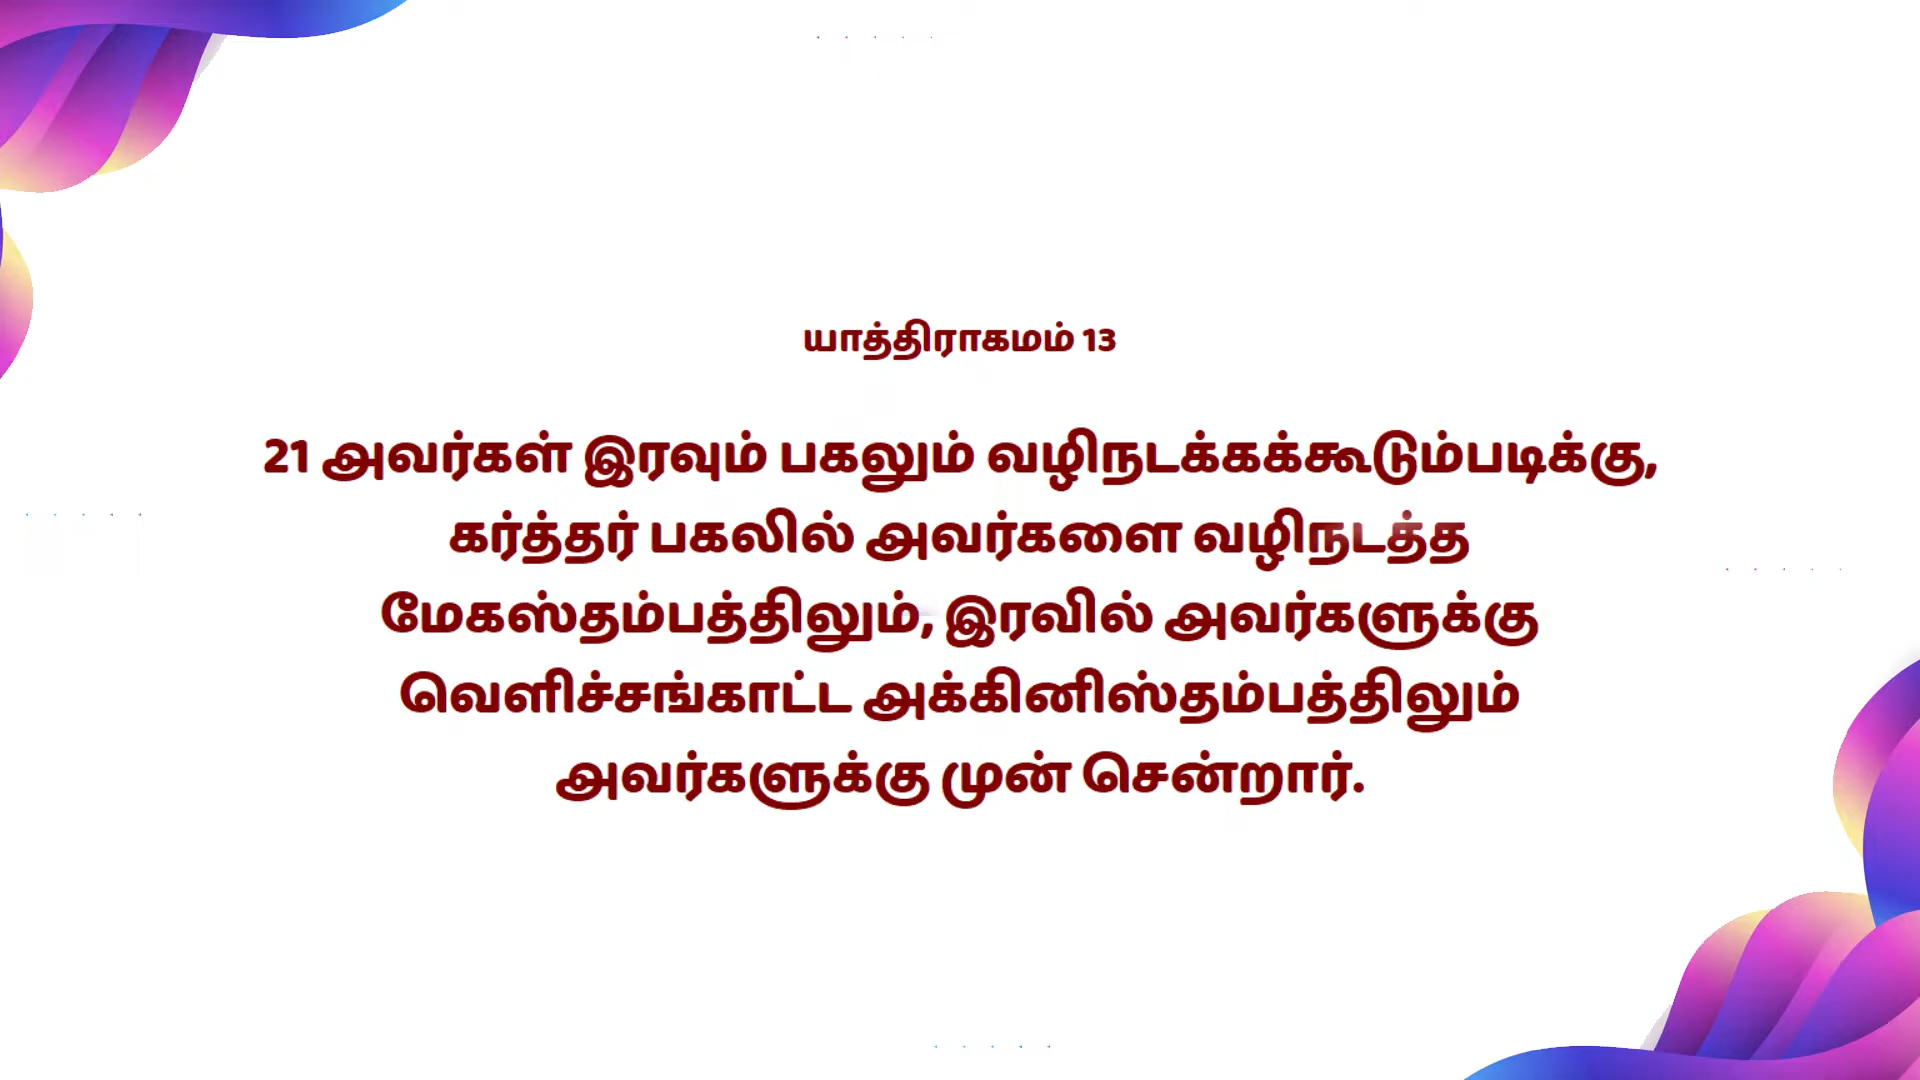 யாத்திராகமம் 13
21 அவர்கள் இரவும் பகலும் வழிநடக்கக்கூடும்படிக்கு,
கர்த்தர் பகலில் அவர்களை வழிநடத்த
மேகஸ்தம்பத்திலும், இரவில் அவர்களுக்கு
வெளிச்சங்காட்ட அக்கினிஸ்தம்பத்திலும்
அவர்களுக்கு முன் சென்றார்.